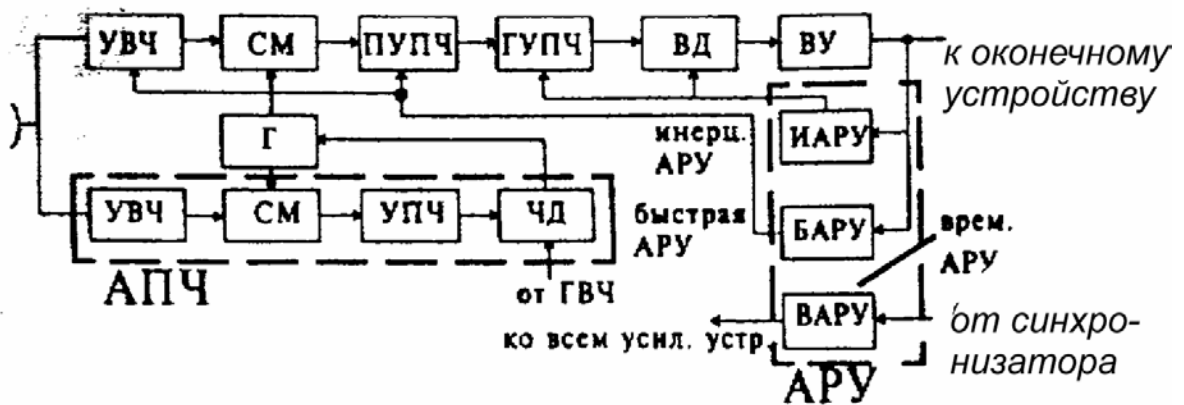 УВЧ
СМ
ПУПЧ
ГУПЧ
ВД
ВУ
к оконечному
устройству
Г
инерц.
АРУ
ИАРУ
УВЧ
СМ
УПЧ
ЧД
быстрая
АРУ
БАРУ
врем.
АРУ
АПЧ
от ГВЧ
ко всем усил. устр.
ВАРУ
от синхро-
низатора
АРУ